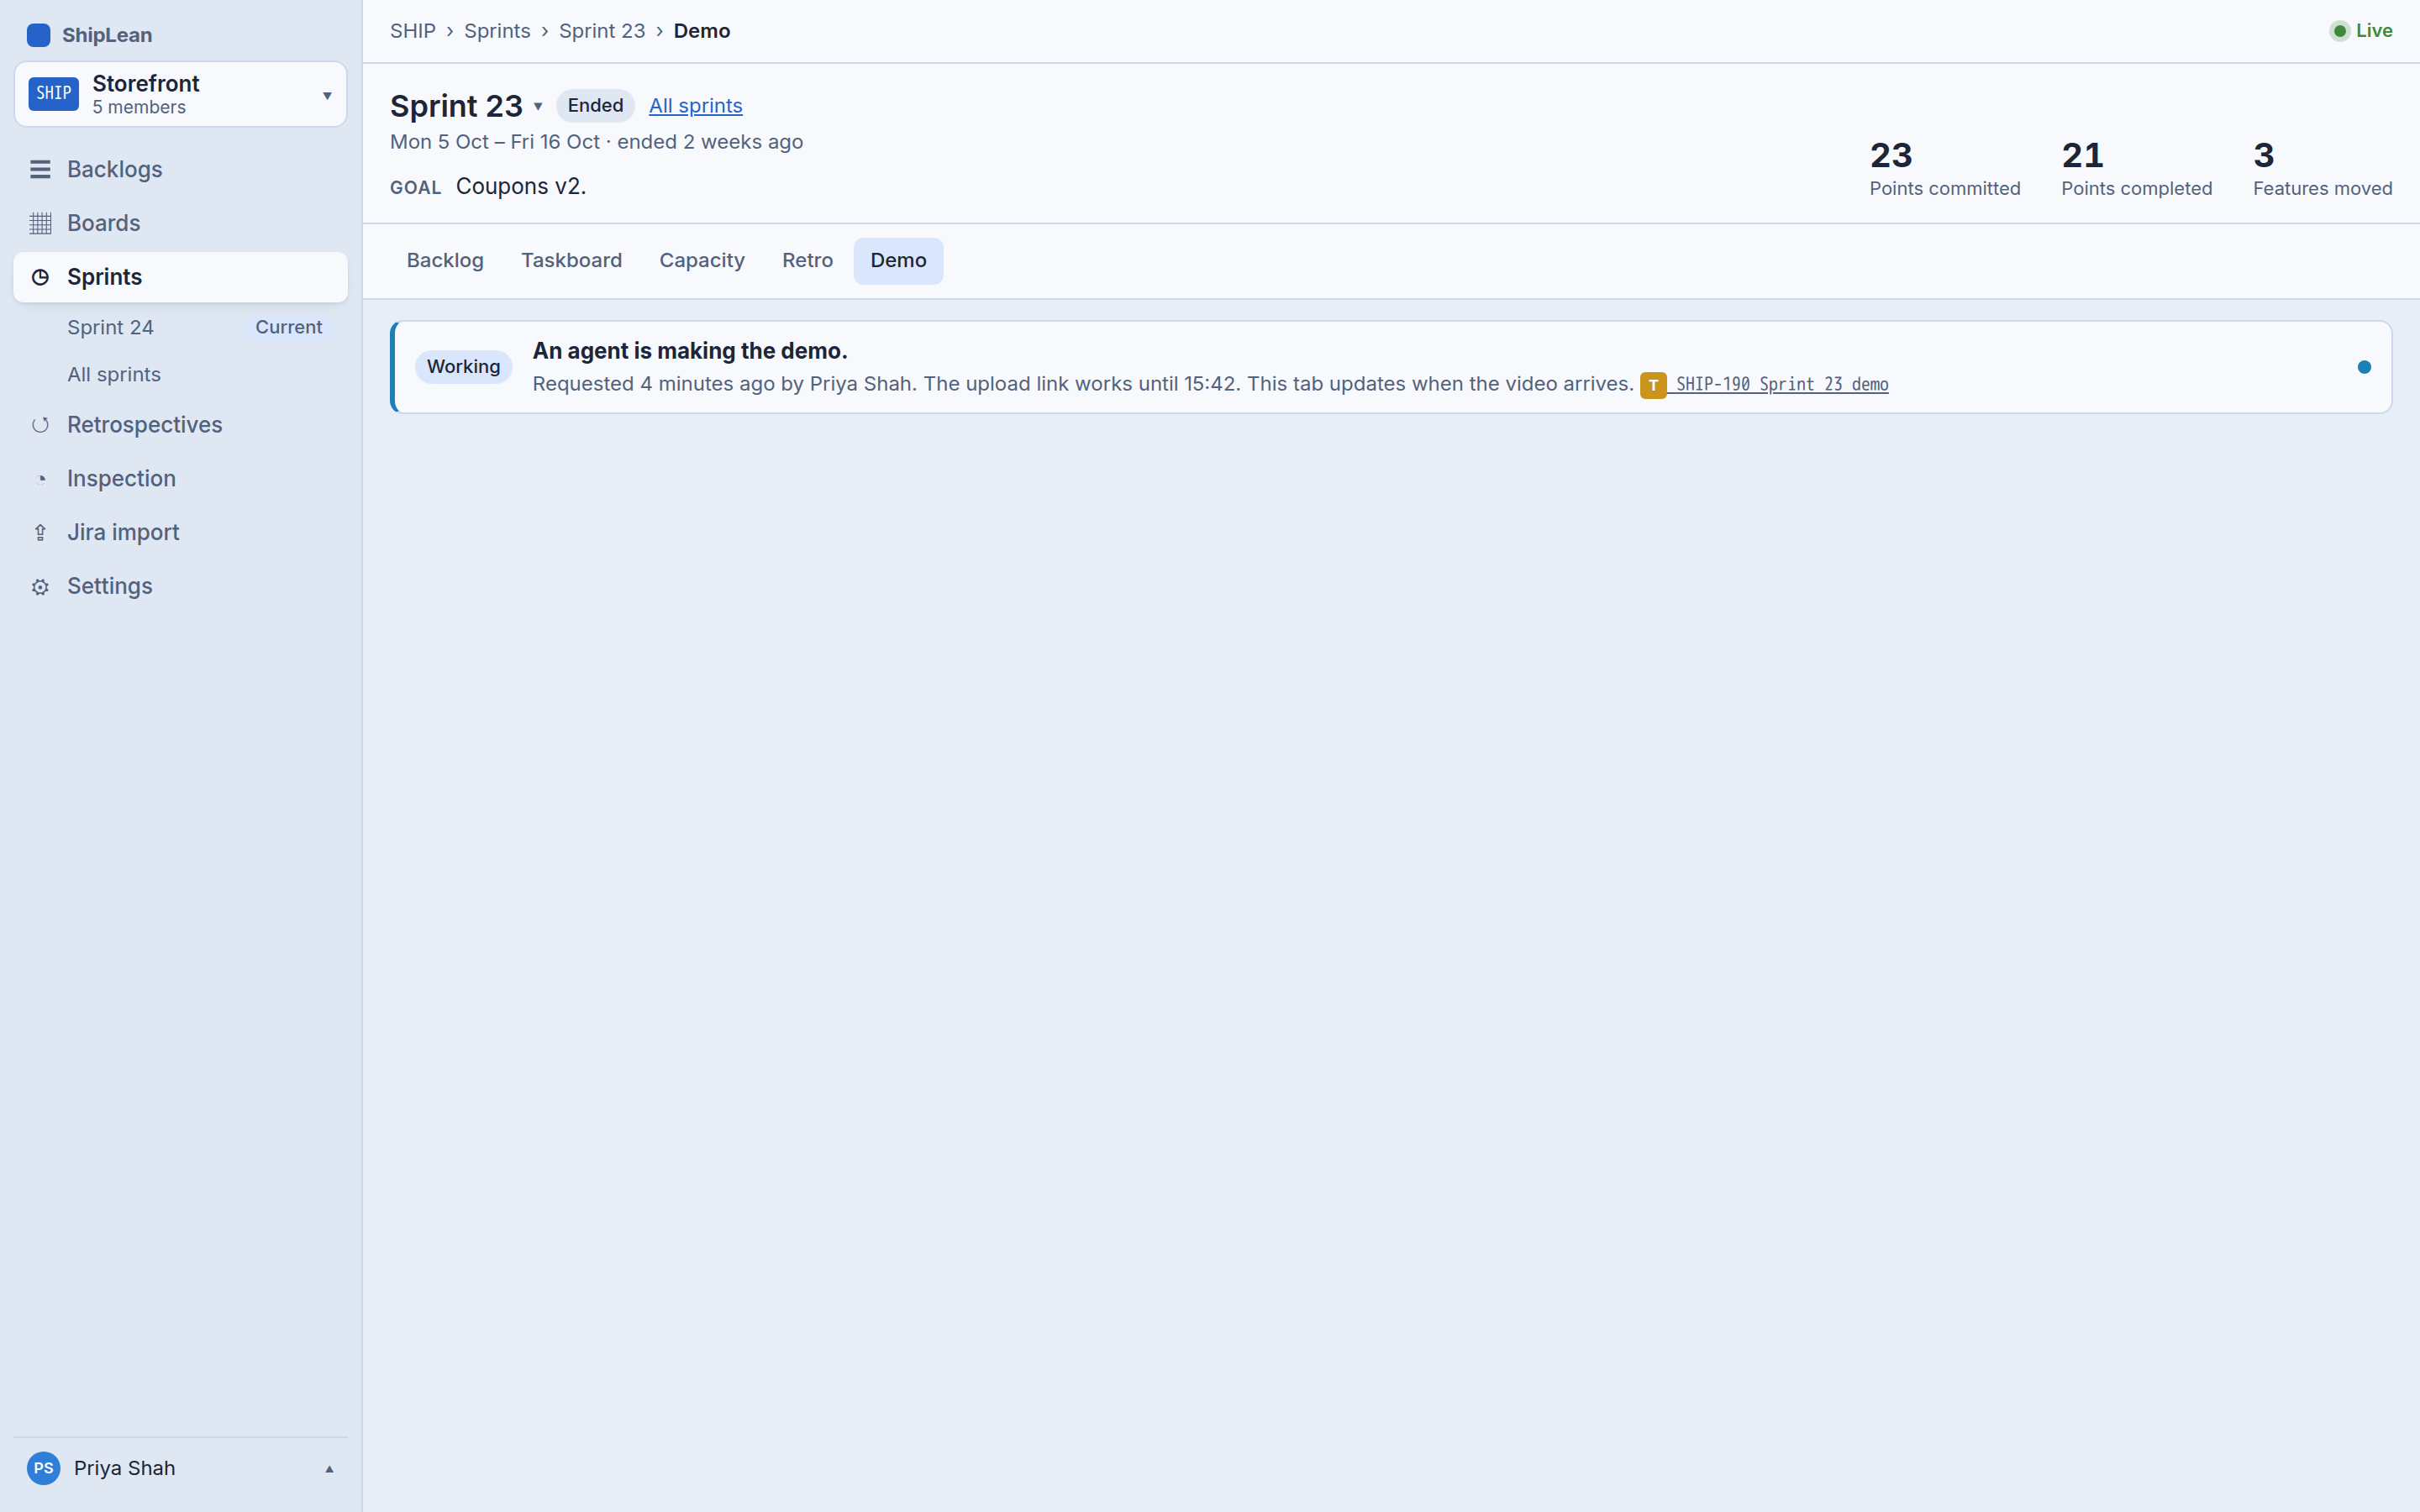 ShipLean
SHIP
Storefront
5 members
Backlogs
Boards
Sprints
Sprint 24 Current
All sprints
Retrospectives
Inspection
Jira import
Settings
PS Priya Shah
SHIP › Sprints › Sprint 23 › Demo
Live
Sprint 23 Ended All sprints
Mon 5 Oct – Fri 16 Oct · ended 2 weeks ago
GOAL Coupons v2.
23
Points committed
21
Points completed
3
Features moved
Backlog Taskboard Capacity Retro Demo
Working
An agent is making the demo.
Requested 4 minutes ago by Priya Shah. The upload link works until 15:42. This tab updates when the video arrives. T SHIP-190 Sprint 23 demo